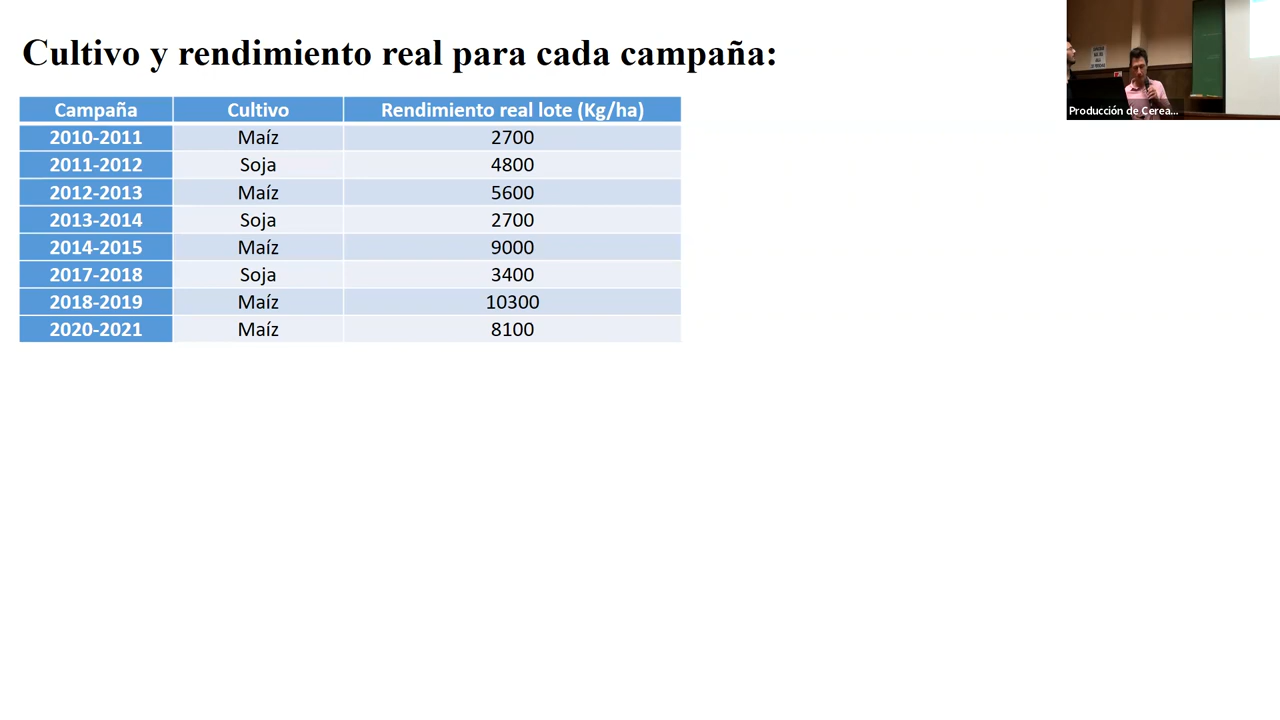 Cultivo y rendimiento real para cada campaña:
Campaña Cultivo Rendimiento real lote (Kg/ha)
2010-2011 Maíz 2700
2011-2012 Soja 4800
2012-2013 Maíz 5600
2013-2014 Soja 2700
2014-2015 Maíz 9000
2017-2018 Soja 3400
2018-2019 Maíz 10300
2020-2021 Maíz 8100
Producción de Cerea...